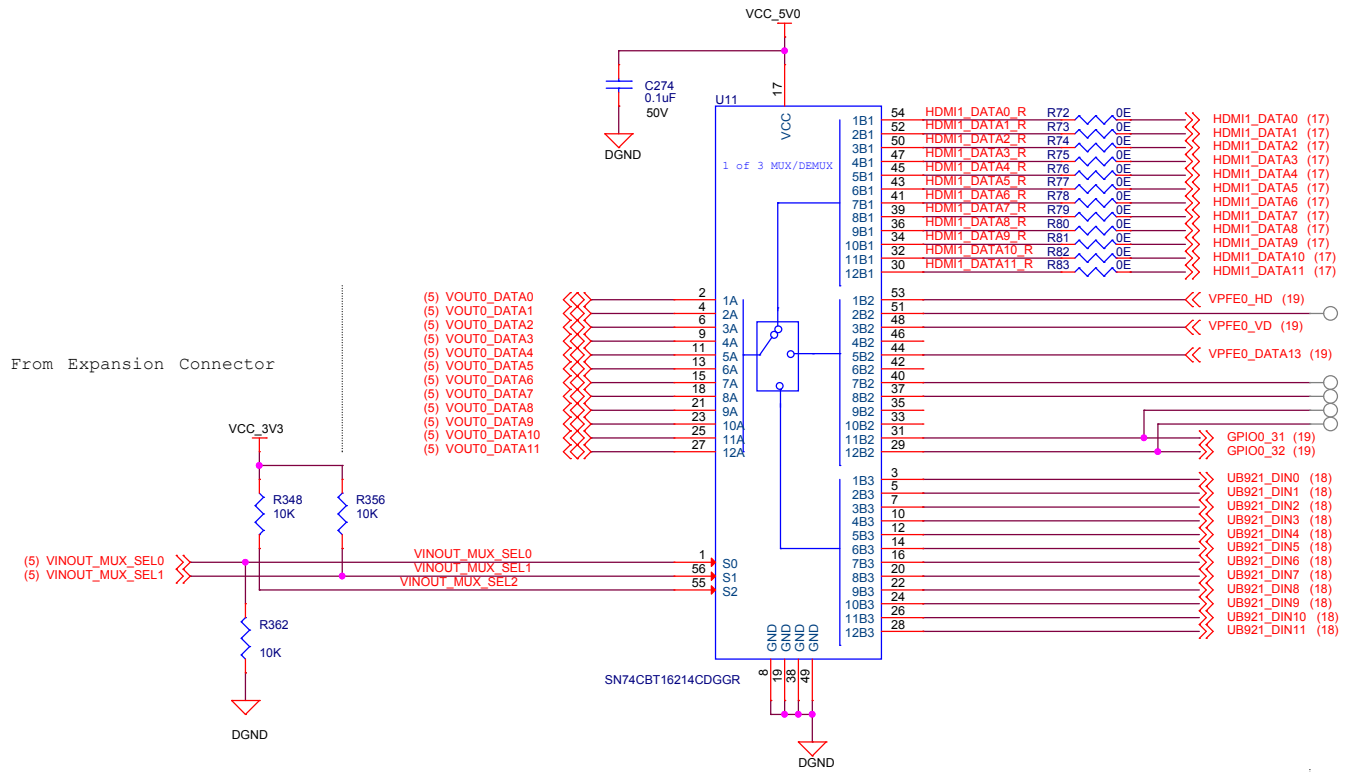 VCC_5V0
C274
0.1uF
50V
DGND
17
U11
VCC
1 of 3 MUX/DEMUX
1B1 54 HDMI1_DATA0_R R72 0E HDMI1_DATA0 (17)
2B1 52 HDMI1_DATA1_R R73 0E HDMI1_DATA1 (17)
3B1 50 HDMI1_DATA2_R R74 0E HDMI1_DATA2 (17)
4B1 47 HDMI1_DATA3_R R75 0E HDMI1_DATA3 (17)
5B1 45 HDMI1_DATA4_R R76 0E HDMI1_DATA4 (17)
6B1 43 HDMI1_DATA5_R R77 0E HDMI1_DATA5 (17)
7B1 41 HDMI1_DATA6_R R78 0E HDMI1_DATA6 (17)
8B1 39 HDMI1_DATA7_R R79 0E HDMI1_DATA7 (17)
9B1 36 HDMI1_DATA8_R R80 0E HDMI1_DATA8 (17)
10B1 34 HDMI1_DATA9_R R81 0E HDMI1_DATA9 (17)
11B1 32 HDMI1_DATA10_R R82 0E HDMI1_DATA10 (17)
12B1 30 HDMI1_DATA11_R R83 0E HDMI1_DATA11 (17)
(5) VOUT0_DATA0 2 1A
(5) VOUT0_DATA1 4 2A
(5) VOUT0_DATA2 6 3A
(5) VOUT0_DATA3 9 4A
(5) VOUT0_DATA4 11 5A
(5) VOUT0_DATA5 13 6A
(5) VOUT0_DATA6 15 7A
(5) VOUT0_DATA7 18 8A
(5) VOUT0_DATA8 21 9A
(5) VOUT0_DATA9 23 10A
(5) VOUT0_DATA10 25 11A
(5) VOUT0_DATA11 27 12A
1B2 53 VPFE0_HD (19)
2B2 51
3B2 48 VPFE0_VD (19)
4B2 46
5B2 44 VPFE0_DATA13 (19)
6B2 42
7B2 40
8B2 37
9B2 35
10B2 33
11B2 31 GPIO0_31 (19)
12B2 29 GPIO0_32 (19)
From Expansion Connector
VCC_3V3
R348
10K
R356
10K
1B3 3 UB921_DIN0 (18)
2B3 5 UB921_DIN1 (18)
3B3 7 UB921_DIN2 (18)
4B3 10 UB921_DIN3 (18)
5B3 12 UB921_DIN4 (18)
6B3 14 UB921_DIN5 (18)
7B3 16 UB921_DIN6 (18)
8B3 20 UB921_DIN7 (18)
9B3 22 UB921_DIN8 (18)
10B3 24 UB921_DIN9 (18)
11B3 26 UB921_DIN10 (18)
12B3 28 UB921_DIN11 (18)
(5) VINOUT_MUX_SEL0 VINOUT_MUX_SEL0 1 S0
(5) VINOUT_MUX_SEL1 VINOUT_MUX_SEL1 56 S1
VINOUT_MUX_SEL2 55 S2
R362
10K
DGND
GND GND GND GND
8 19 38 49
SN74CBT16214CDGGR
DGND